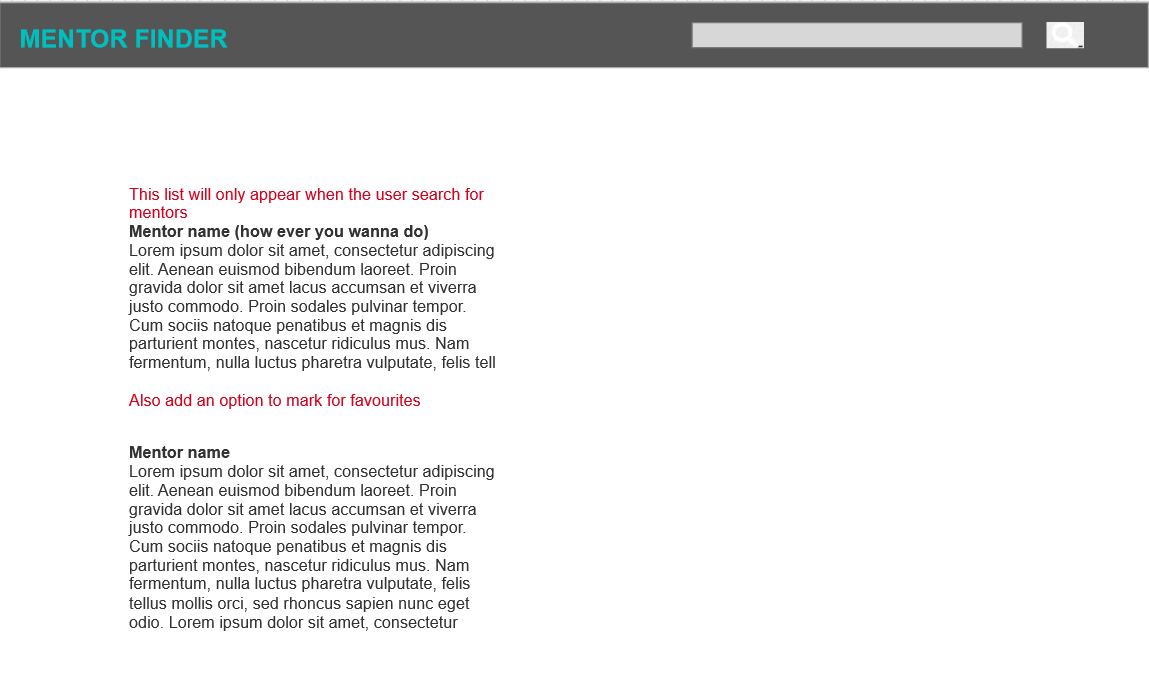 MENTOR FINDER
This list will only appear when the user search for
mentors
Mentor name (how ever you wanna do)
Lorem ipsum dolor sit amet, consectetur adipiscing
elit. Aenean euismod bibendum laoreet. Proin
gravida dolor sit amet lacus accumsan et viverra
justo commodo. Proin sodales pulvinar tempor.
Cum sociis natoque penatibus et magnis dis
parturient montes, nascetur ridiculus mus. Nam
fermentum, nulla luctus pharetra vulputate, felis tell
Also add an option to mark for favourites
Mentor name
Lorem ipsum dolor sit amet, consectetur adipiscing
elit. Aenean euismod bibendum laoreet. Proin
gravida dolor sit amet lacus accumsan et viverra
justo commodo. Proin sodales pulvinar tempor.
Cum sociis natoque penatibus et magnis dis
parturient montes, nascetur ridiculus mus. Nam
fermentum, nulla luctus pharetra vulputate, felis
tellus mollis orci, sed rhoncus sapien nunc eget
odio. Lorem ipsum dolor sit amet, consectetur